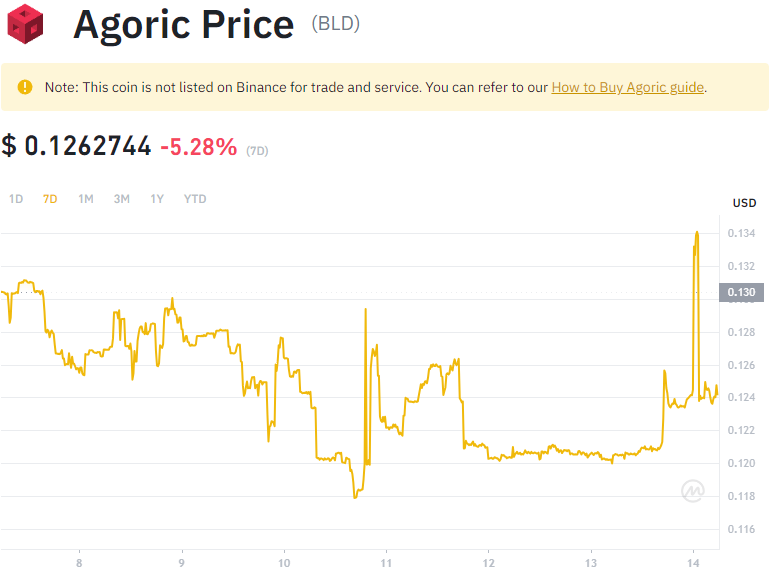 Agoric Price (BLD)
Note: This coin is not listed on Binance for trade and service. You can refer to our How to Buy Agoric guide.
$ 0.1262744 -5.28% (7D)
1D 7D 1M 3M 1Y YTD
USD
0.134
0.132
0.130
0.128
0.126
0.124
0.122
0.120
0.118
0.116
8 9 10 11 12 13 14